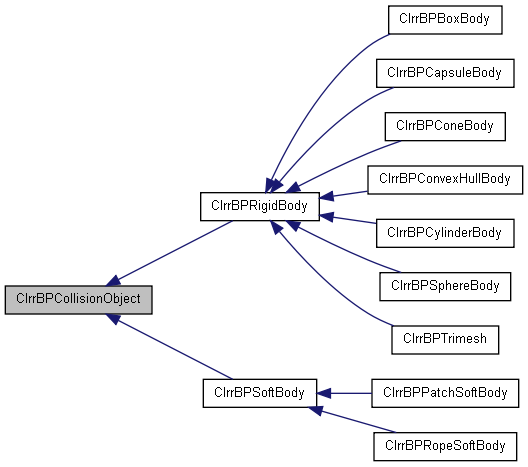 CIrrBPBoxBody
CIrrBPCapsuleBody
CIrrBPConeBody
CIrrBPConvexHullBody
CIrrBPRigidBody
CIrrBPCylinderBody
CIrrBPSphereBody
CIrrBPCollisionObject
CIrrBPTrimesh
CIrrBPSoftBody
CIrrBPPatchSoftBody
CIrrBPRopeSoftBody